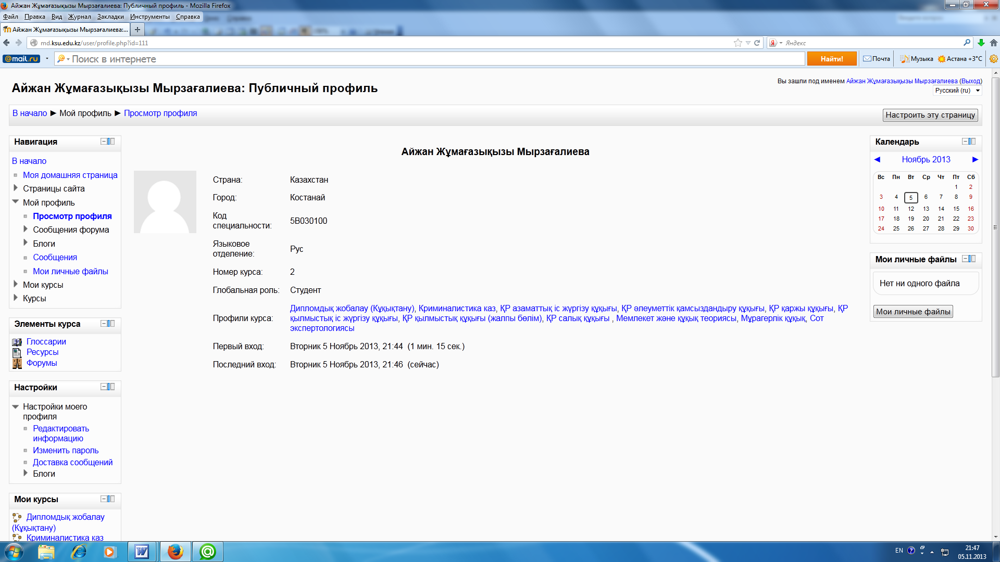 Айжан Жұмағазықызы Мырзағалиева: Публичный профиль - Mozilla Firefox
Файл Правка Вид Журнал Закладки Инструменты Справка
Айжан Жұмағазықызы Мырзағалиева:...
md.ksu.edu.kz/user/profile.php?id=111
Яндекс
@mail.ru
Поиск в интернете
Найти!
Почта
Музыка
Астана +3°C
Айжан Жұмағазықызы Мырзағалиева: Публичный профиль
Вы зашли под именем Айжан Жұмағазықызы Мырзағалиева (Выход)
Русский (ru)
В начало ► Мой профиль ► Просмотр профиля
Настроить эту страницу
Навигация
В начало
Моя домашняя страница
Страницы сайта
Мой профиль
Просмотр профиля
Сообщения форума
Блоги
Сообщения
Мои личные файлы
Мои курсы
Курсы
Элементы курса
Глоссарии
Ресурсы
Форумы
Настройки
Настройки моего
профиля
Редактировать
информацию
Изменить пароль
Доставка сообщений
Блоги
Мои курсы
Дипломдық жобалау
(Құқықтану)
Криминалистика каз
Айжан Жұмағазықызы Мырзағалиева
Страна: Казахстан
Город: Костанай
Код
специальности: 5В030100
Языковое
отделение: Рус
Номер курса: 2
Глобальная роль: Студент
Профили курса:
Дипломдық жобалау (Құқықтану), Криминалистика каз, ҚР азаматтық іс жүргізу құқығы, ҚР әлеуметтік қамсыздандыру құқығы, ҚР қаржы құқығы, ҚР
қылмыстық іс жүргізу құқығы, ҚР қылмыстық құқығы (жалпы бөлім), ҚР салық құқығы , Мемлекет және құқық теориясы, Мұрагерлік құқық, Сот
экспертологиясы
Первый вход: Вторник 5 Ноябрь 2013, 21:44 (1 мин. 15 сек.)
Последний вход: Вторник 5 Ноябрь 2013, 21:46 (сейчас)
Календарь
◄ Ноябрь 2013 ►
Вс Пн Вт Ср Чт Пт Сб
1 2
3 4 5 6 7 8 9
10 11 12 13 14 15 16
17 18 19 20 21 22 23
24 25 26 27 28 29 30
Мои личные файлы
Нет ни одного файла
Мои личные файлы
EN
21:47
05.11.2013